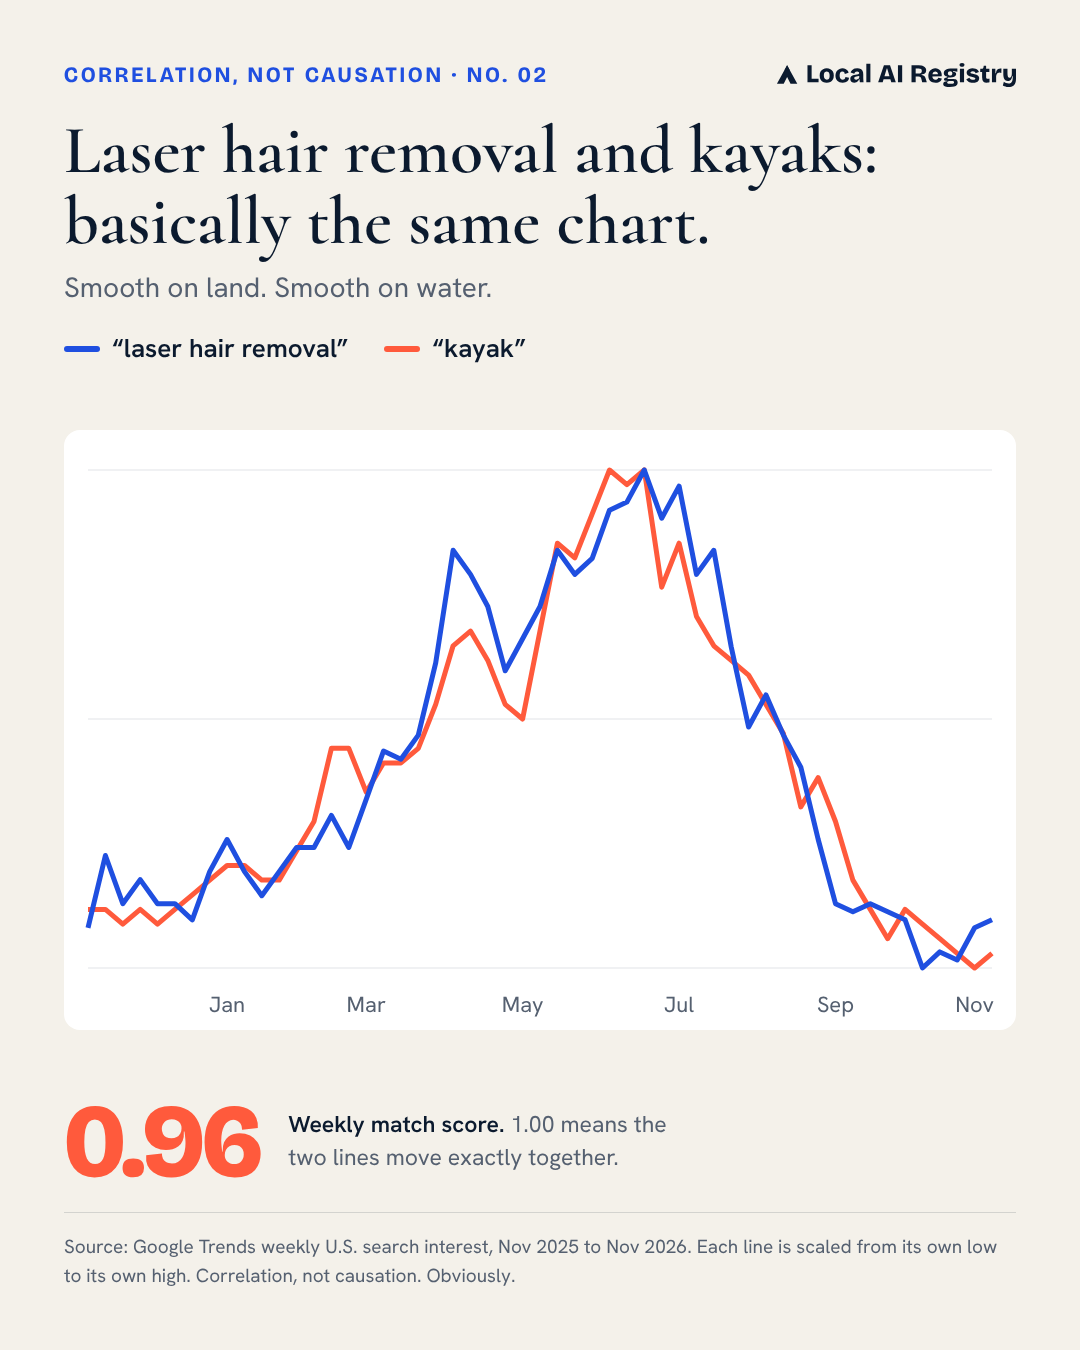 CORRELATION, NOT CAUSATION · NO. 02
Local AI Registry
Laser hair removal and kayaks:
basically the same chart.
Smooth on land. Smooth on water.
“laser hair removal”
“kayak”
Jan
Mar
May
Jul
Sep
Nov
0.96
Weekly match score. 1.00 means the
two lines move exactly together.
Source: Google Trends weekly U.S. search interest, Nov 2025 to Nov 2026. Each line is scaled from its own low
to its own high. Correlation, not causation. Obviously.